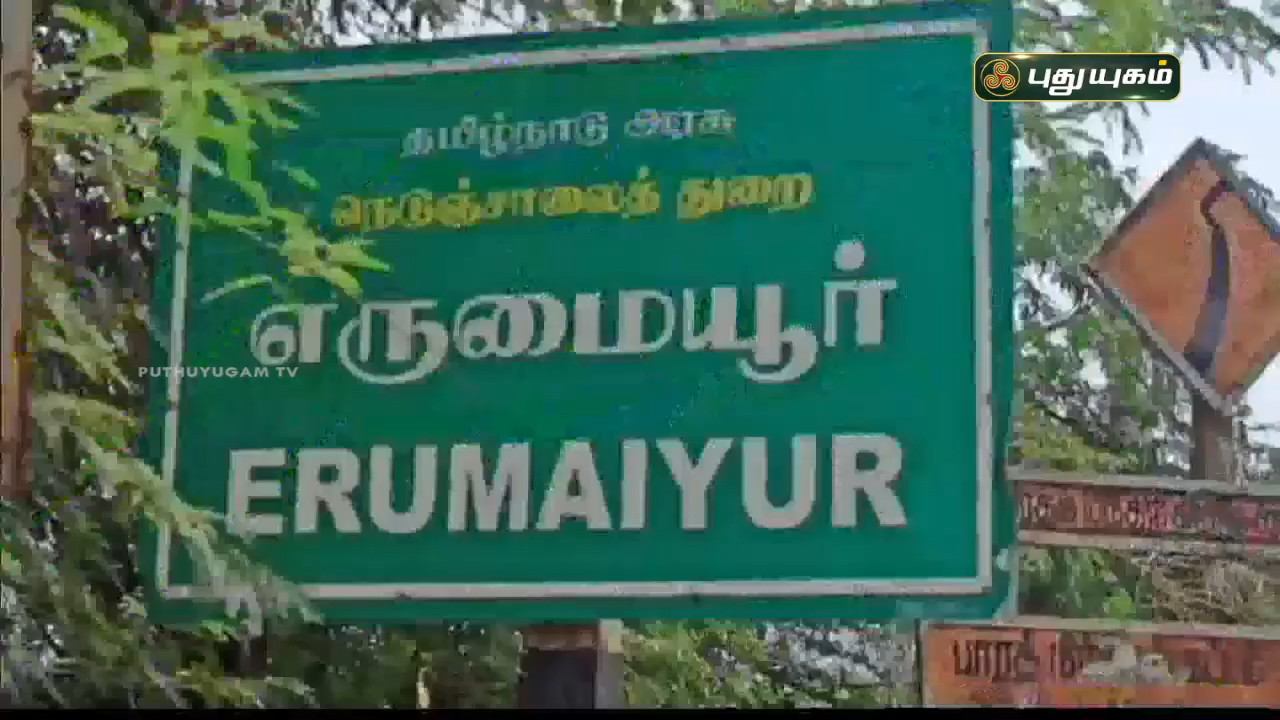 புதுயுகம்
தமிழ்நாடு அரசு
நெடுஞ்சாலைத் துறை
எருமையூர்
PUTHUYUGAM TV
ERUMAIYUR